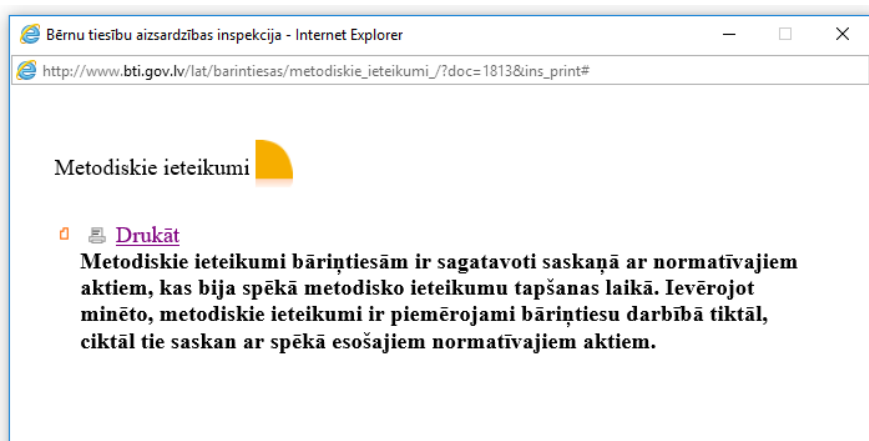 Bērnu tiesību aizsardzības inspekcija - Internet Explorer
http://www.bti.gov.lv/lat/barintiesas/metodiskie_ieteikumi_/?doc=1813&ins_print#
Metodiskie ieteikumi
Drukāt
Metodiskie ieteikumi bāriņtiesām ir sagatavoti saskaņā ar normatīvajiem
aktiem, kas bija spēkā metodisko ieteikumu tapšanas laikā. Ievērojot
minēto, metodiskie ieteikumi ir piemērojami bāriņtiesu darbībā tiktāl,
ciktāl tie saskan ar spēkā esošajiem normatīvajiem aktiem.